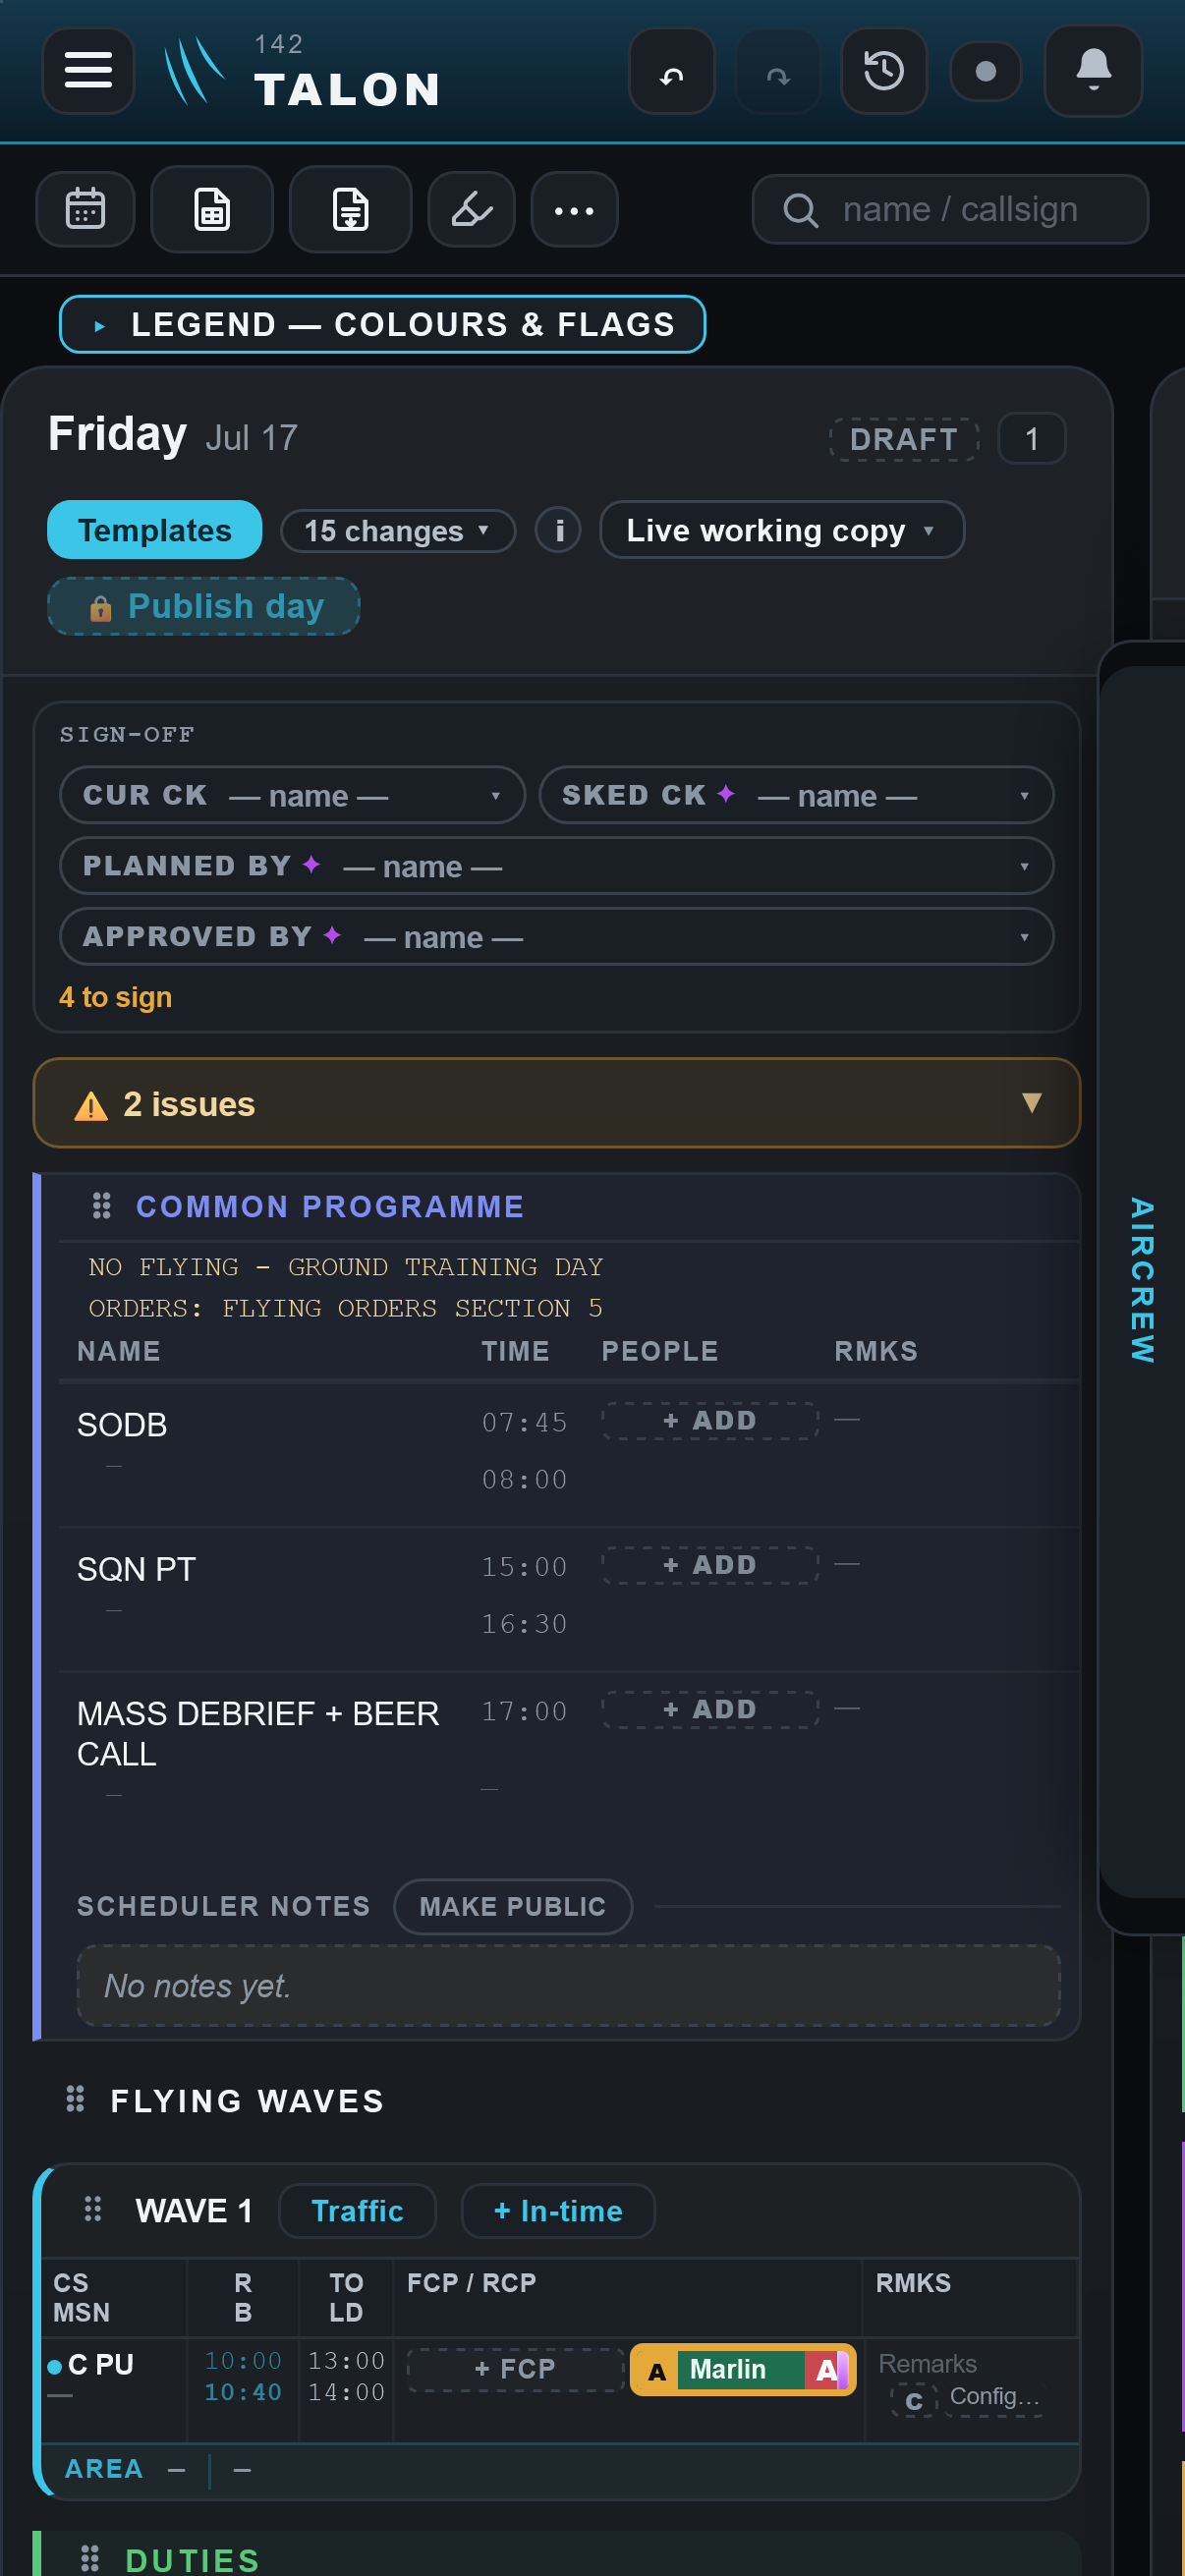 142
TALON
name / callsign
LEGEND — COLOURS & FLAGS
Friday Jul 17
DRAFT 1
Templates 15 changes i Live working copy
Publish day
SIGN-OFF
CUR CK — name — SKED CK — name —
PLANNED BY — name —
APPROVED BY — name —
4 to sign
2 issues
COMMON PROGRAMME
NO FLYING - GROUND TRAINING DAY
ORDERS: FLYING ORDERS SECTION 5
NAME TIME PEOPLE RMKS
SODB 07:45 + ADD —
— 08:00
SQN PT 15:00 + ADD —
— 16:30
MASS DEBRIEF + BEER 17:00 + ADD —
CALL
— —
SCHEDULER NOTES MAKE PUBLIC
No notes yet.
FLYING WAVES
WAVE 1 Traffic + In-time
CS R TO FCP / RCP RMKS
MSN B LD
C PU 10:00 13:00 + FCP A Marlin A Remarks
— 10:40 14:00 C Config...
AREA — —
DUTIES
AIRCREW